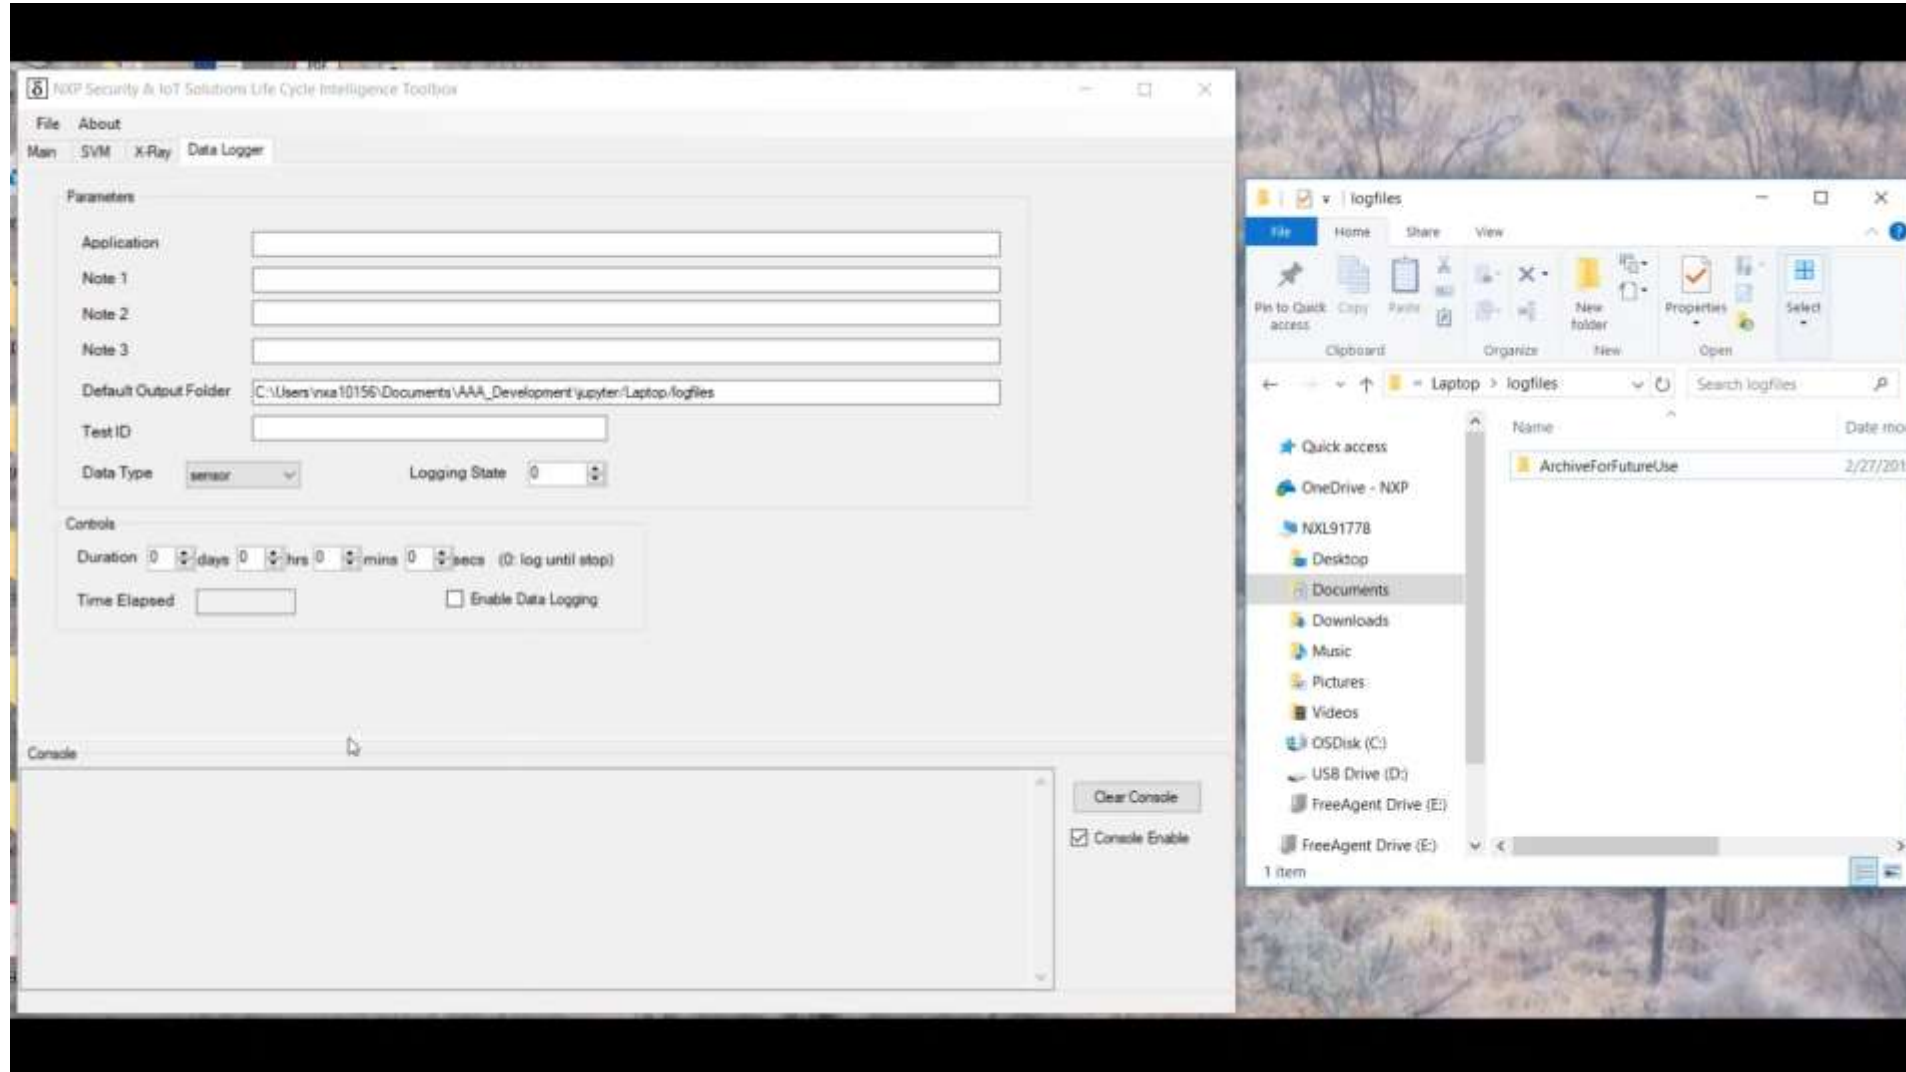 NXP Security & IoT Solutions Life Cycle Intelligence Toolbox
File About
Main SVM X-Ray Data Logger
Parameters
Application
Note 1
Note 2
Note 3
Default Output Folder C:\Users\nxa10156\Documents\AAA_Development\jupyter/Laptop/logfiles
Test ID
Data Type sensor Logging State 0
Controls
Duration 0 days 0 hrs 0 mins 0 secs (0: log until stop)
Time Elapsed Enable Data Logging
Console
Clear Console
Console Enable
logfiles
File Home Share View
Pin to Quick access
Copy
Paste
New folder
Properties
Select
Clipboard Organize New Open
« Laptop > logfiles Search logfiles
Name Date mo
Quick access
ArchiveForFutureUse 2/27/201
OneDrive - NXP
NXL91778
Desktop
Documents
Downloads
Music
Pictures
Videos
OSDisk (C:)
USB Drive (D:)
FreeAgent Drive (E:)
FreeAgent Drive (E:)
1 item